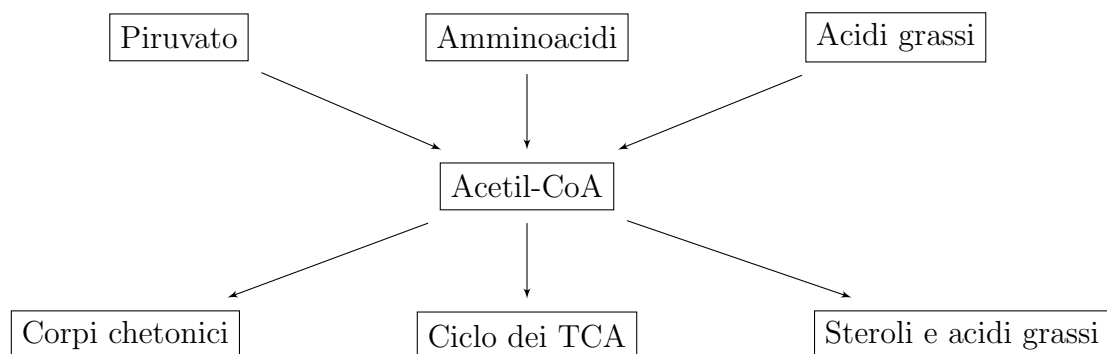 Piruvato
Amminoacidi
Acidi grassi
Acetil-CoA
Corpi chetonici
Ciclo dei TCA
Steroli e acidi grassi